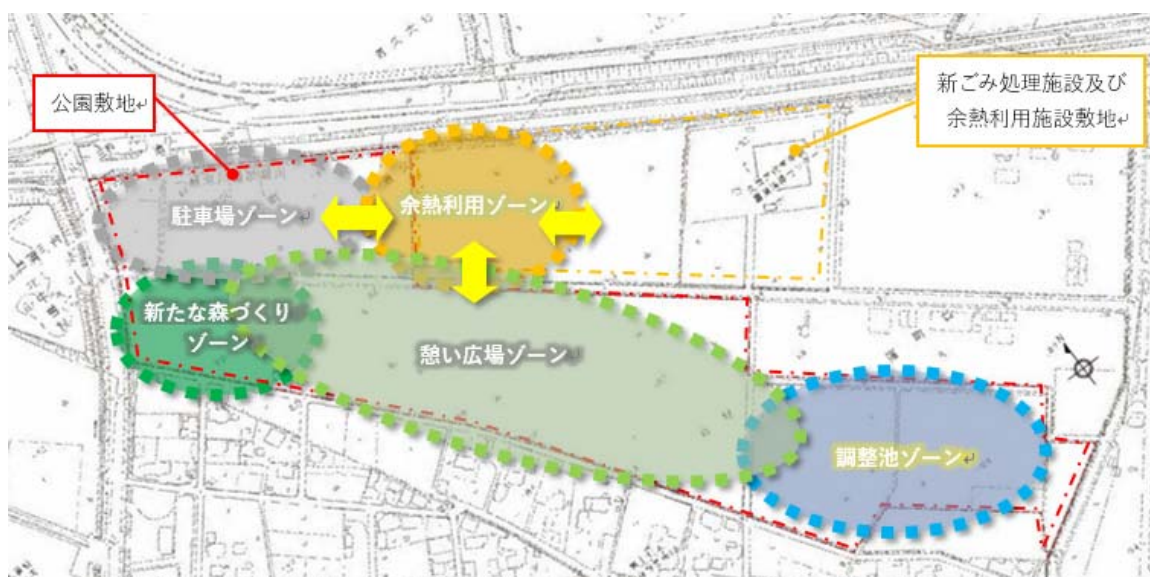 公園敷地
新ごみ処理施設及び
余熱利用施設敷地
駐車場ゾーン
余熱利用ゾーン
新たな森づくり
ゾーン
憩い広場ゾーン
調整池ゾーン